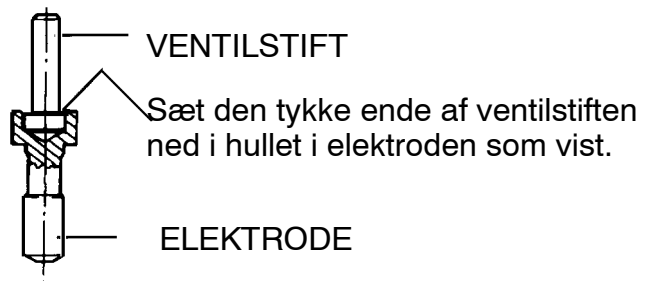 VENTILSTIFT
Sæt den tykke ende af ventilstiften
ned i hullet i elektroden som vist.
ELEKTRODE